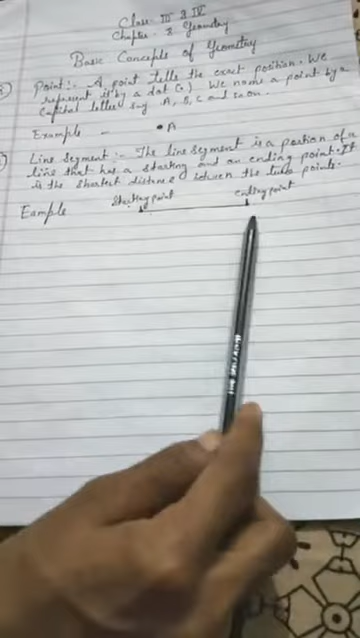 Class III & IV
Chapter - 8 Geometry
Basic Concepts of Geometry
Point :- A point tells the exact position. We
represent it by a dot (•). We name a point by a
capital letter say A, B, C and so on.
Example - • A
Line Segment :- The line segment is a portion of a
line that has a starting and an ending point. It
is the shortest distance between the two points.
Starting point Ending point
Eample